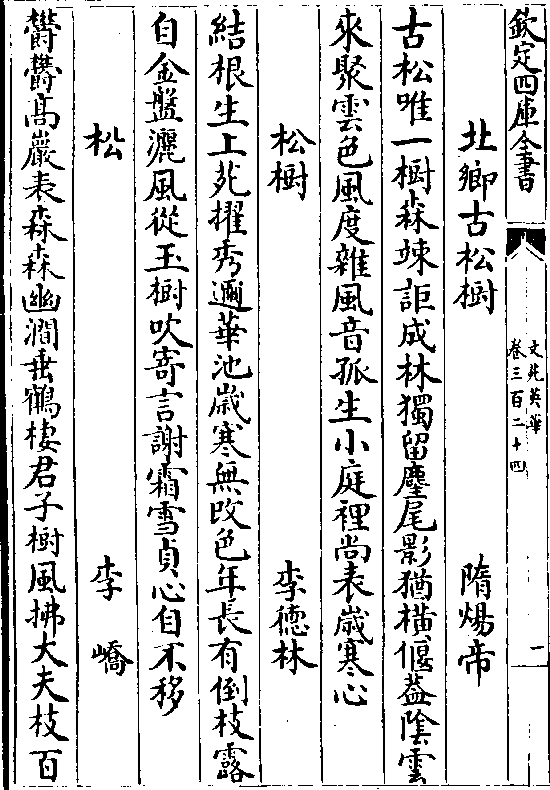 欽定四庫全書
文苑英華
卷三百二十四
一
北鄉古松樹 隋煬帝
古松唯一樹森竦詎成林獨留麈尾影猶橫偃葢隂雲
來聚雲色風度雜風音孤生小庭裡尚表歲寒心
松樹 李德林
結根生上苑擢秀邇華池歲寒無改色年長有倒枝露
自金盤灑風從玉樹吹寄言謝霜雪貞心自不移
松 李嶠
鬱鬱髙巖表森森幽澗垂鶴棲君子樹風拂大夫枝百